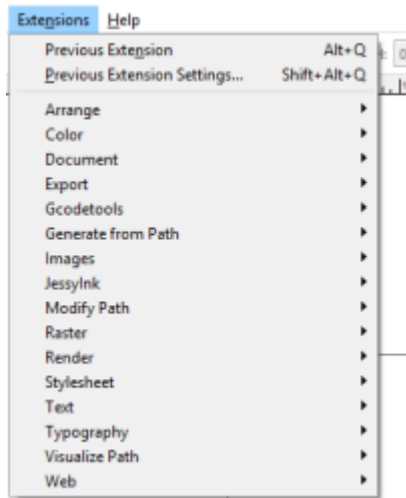 Extensions Help
Previous Extension Alt+Q
Previous Extension Settings... Shift+Alt+Q
Arrange
Color
Document
Export
Gcodetools
Generate from Path
Images
JessyInk
Modify Path
Raster
Render
Stylesheet
Text
Typography
Visualize Path
Web